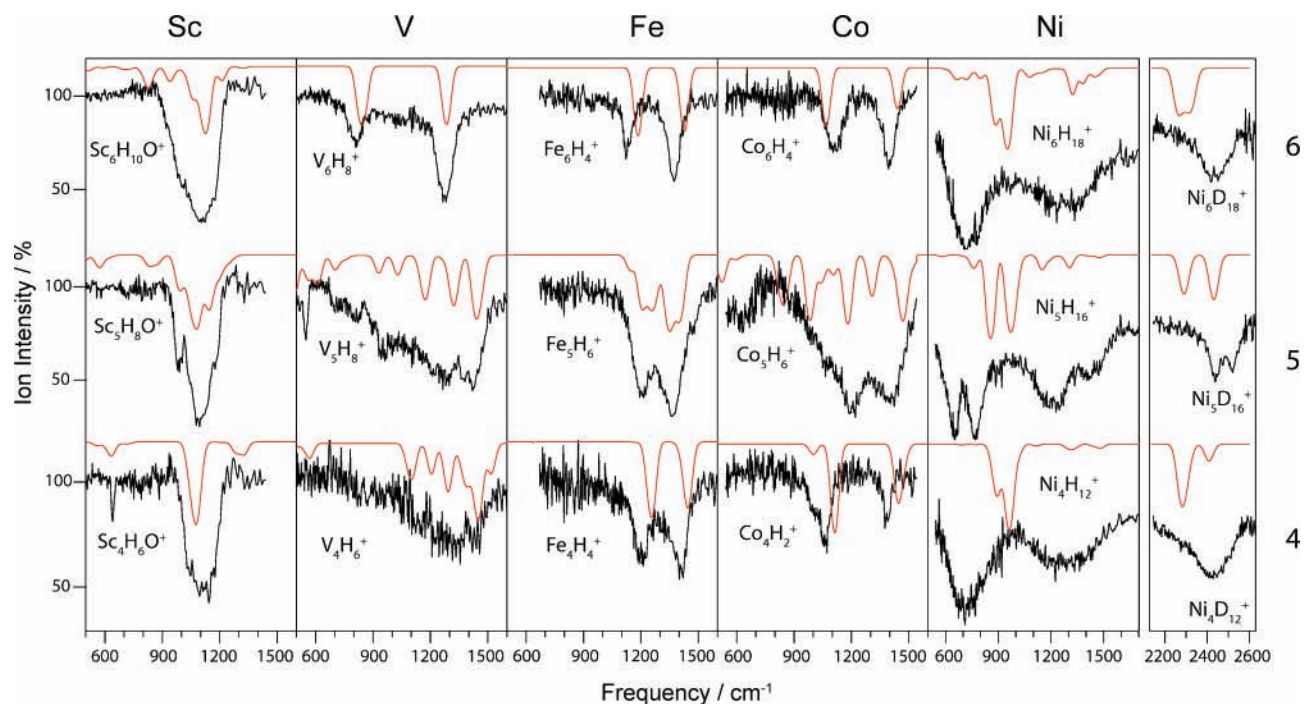 Sc V Fe Co Ni
Ion Intensity / %
100
50
100
50
100
50
Sc₆H₁₀O⁺
V₆H₈⁺
Fe₆H₄⁺
Co₆H₄⁺
Ni₆H₁₈⁺
Ni₆D₁₈⁺
6
Sc₅H₈O⁺
V₅H₈⁺
Fe₅H₆⁺
Co₅H₆⁺
Ni₅H₁₆⁺
Ni₅D₁₆⁺
5
Sc₄H₆O⁺
V₄H₆⁺
Fe₄H₄⁺
Co₄H₂⁺
Ni₄H₁₂⁺
Ni₄D₁₂⁺
4
600 900 1200 1500 600 900 1200 1500 600 900 1200 1500 600 900 1200 1500 600 900 1200 1500 2200 2400 2600
Frequency / cm⁻¹